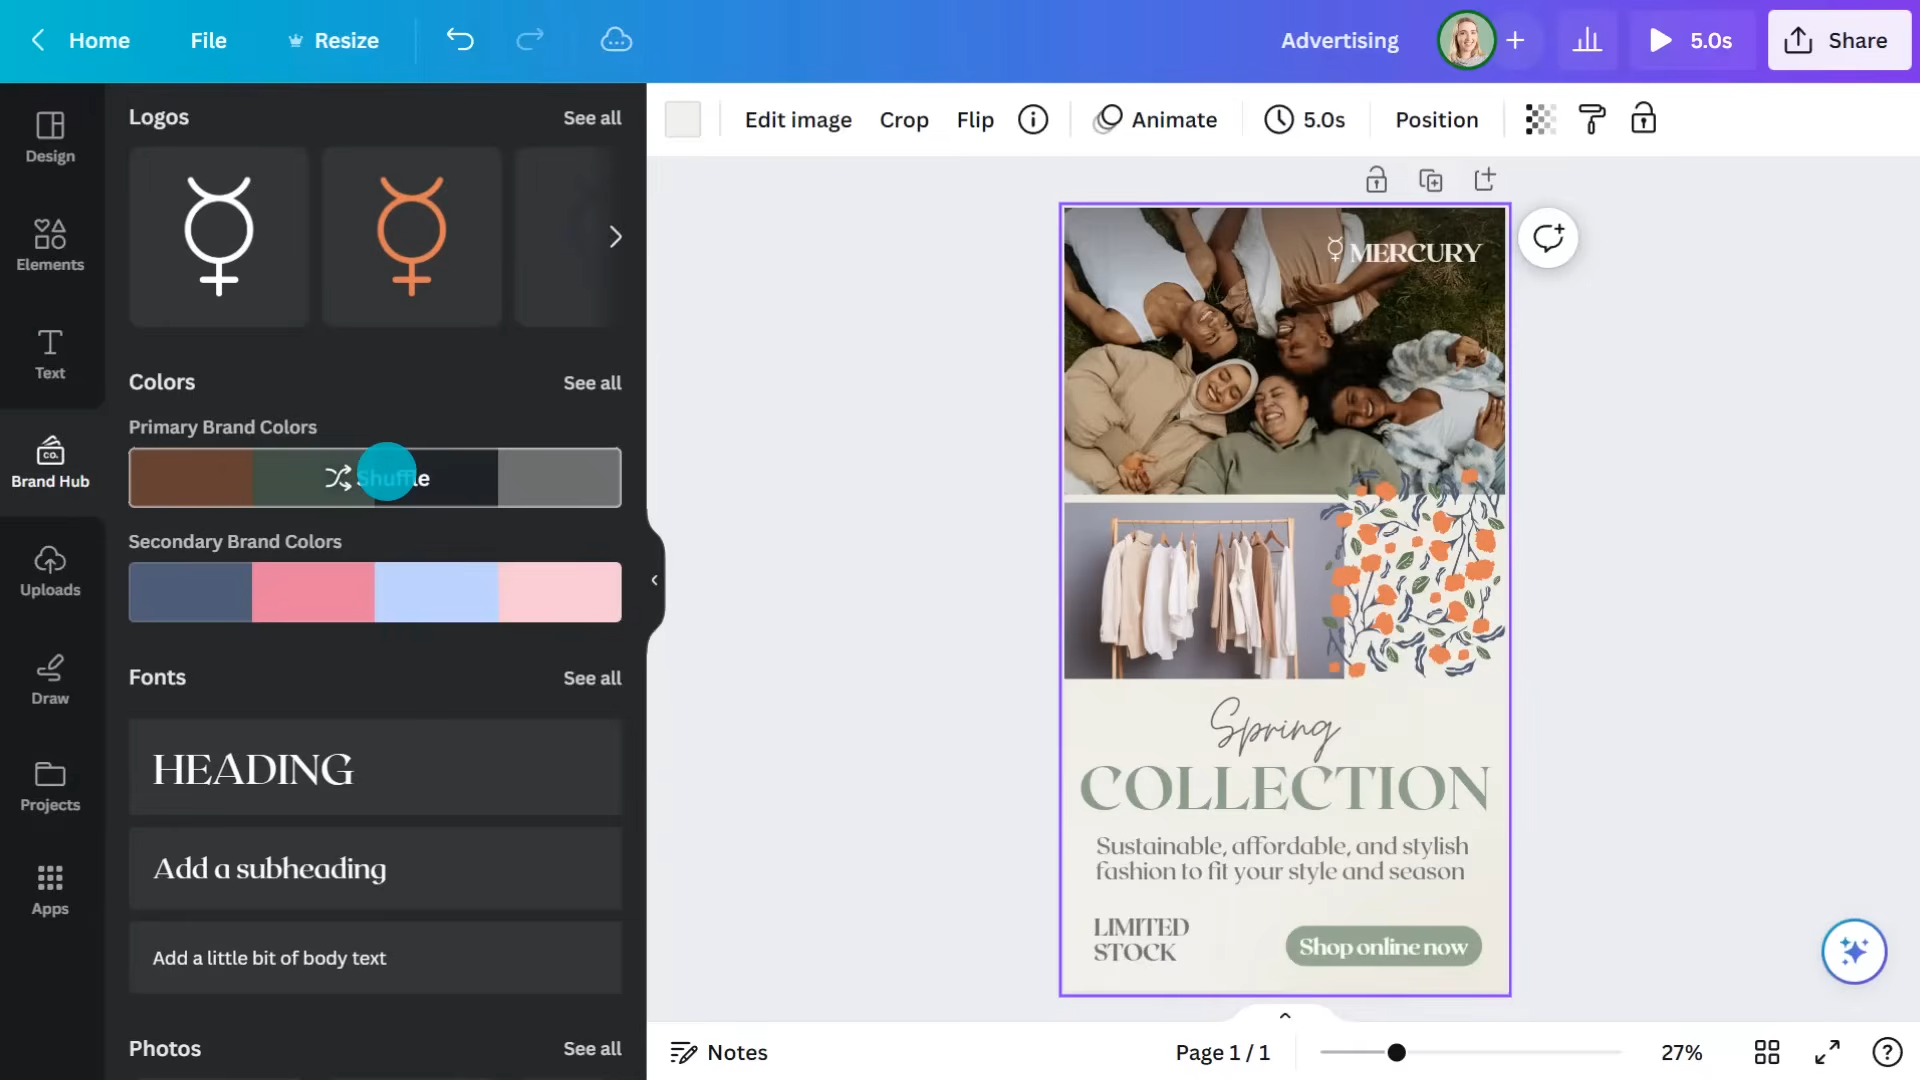 Home
File
Resize
Advertising
5.0s
Share
Design
Elements
Text
Brand Hub
CO.
Uploads
Draw
Projects
Apps
Logos
See all
Colors
See all
Primary Brand Colors
Shuffle
Secondary Brand Colors
Fonts
See all
HEADING
Add a subheading
Add a little bit of body text
Photos
See all
Edit image
Crop
Flip
Animate
5.0s
Position
MERCURY
Spring
COLLECTION
Sustainable, affordable, and stylish
fashion to fit your style and season
LIMITED
STOCK
Shop online now
Notes
Page 1 / 1
27%